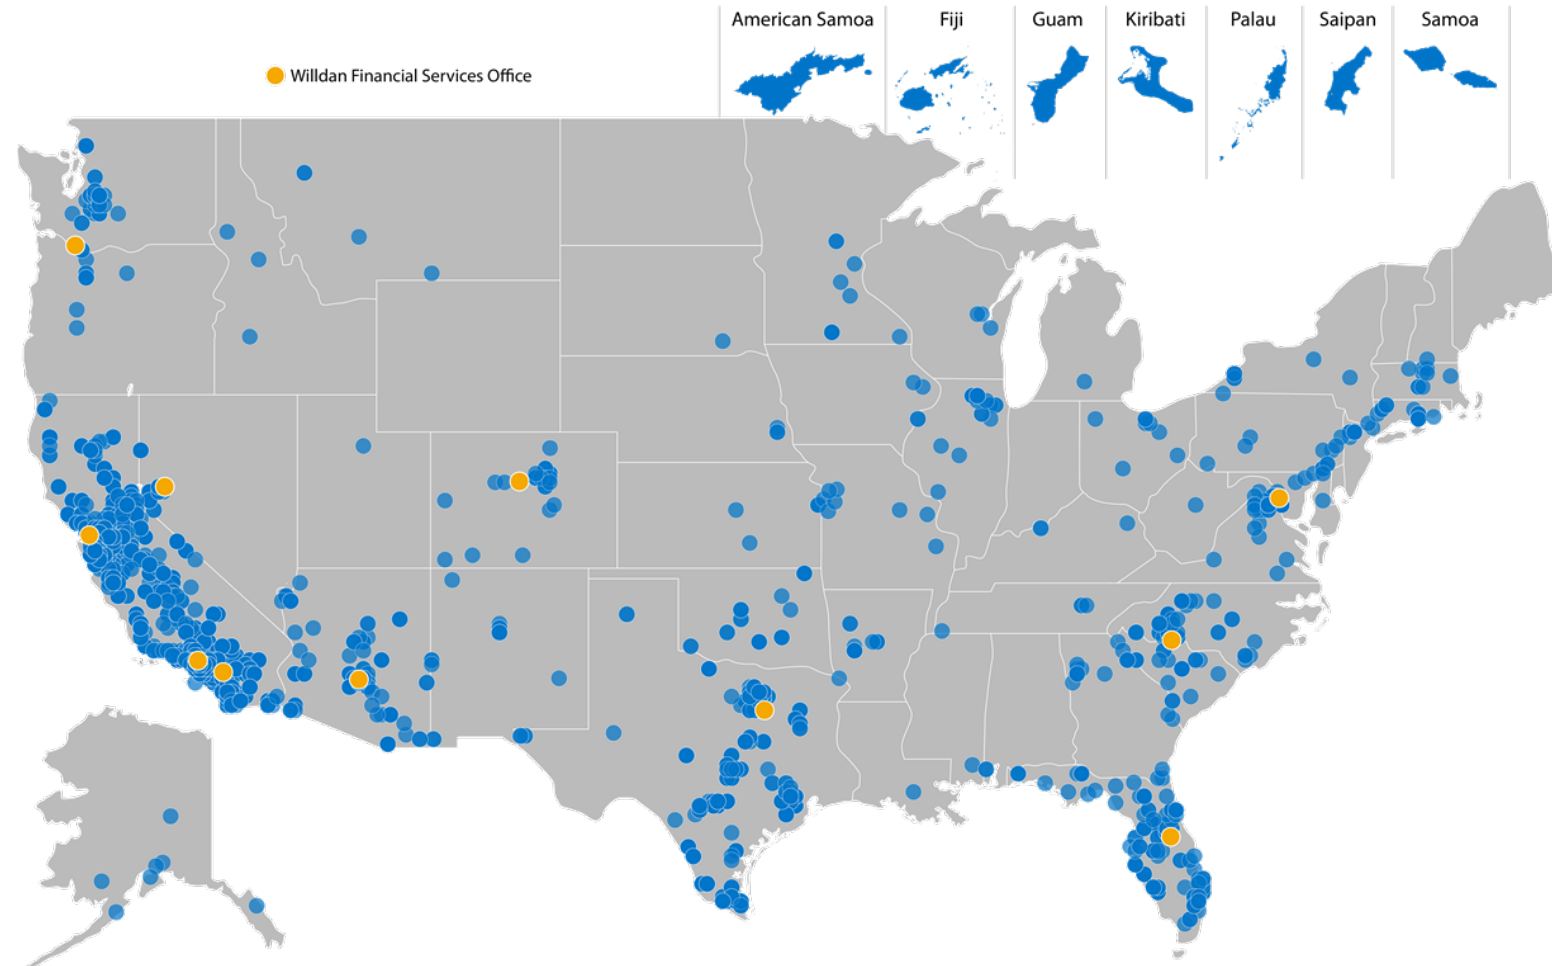 American Samoa
Fiji
Guam
Kiribati
Palau
Saipan
Samoa
Willdan Financial Services Office